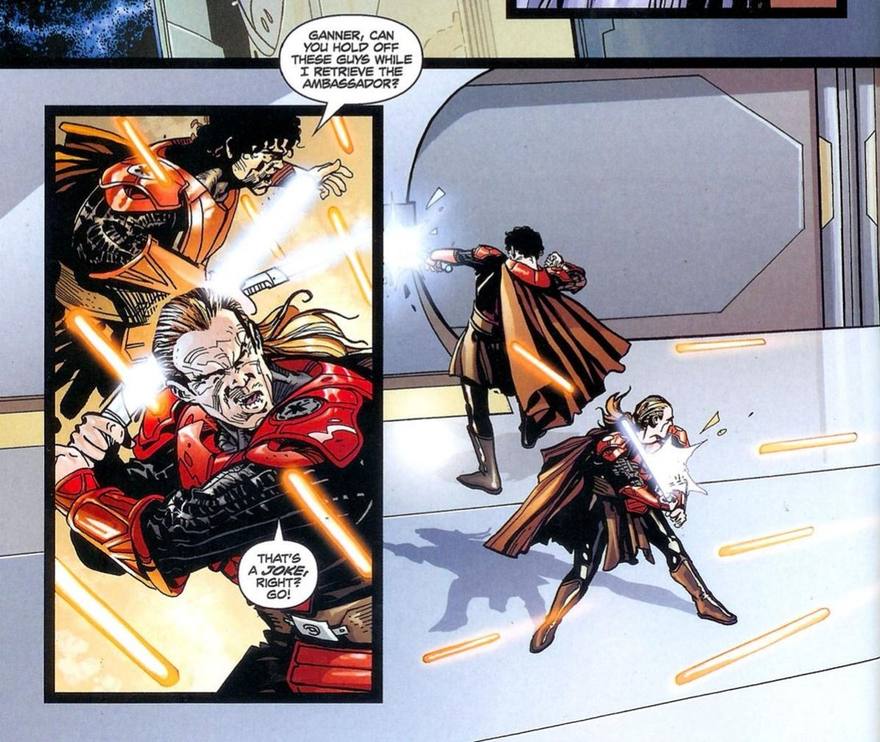 GANNER, CAN
YOU HOLD OFF
THESE GUYS WHILE
I RETRIEVE THE
AMBASSADOR?
THAT'S
A JOKE,
RIGHT?
GO!